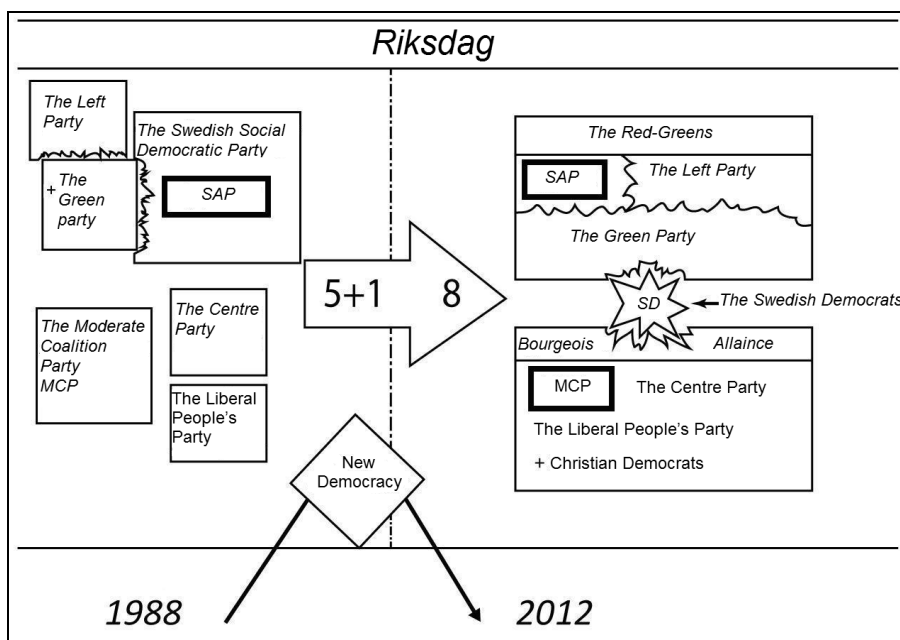 Riksdag
The Left
Party
+ The
Green
party
The Swedish Social
Democratic Party
SAP
The Moderate
Coalition
Party
MCP
The Centre
Party
The Liberal
People's
Party
5+1
8
New
Democracy
The Red-Greens
SAP
The Left Party
The Green Party
SD
The Swedish Democrats
Bourgeois Allaince
MCP
The Centre Party
The Liberal People's Party
+ Christian Democrats
1988
2012